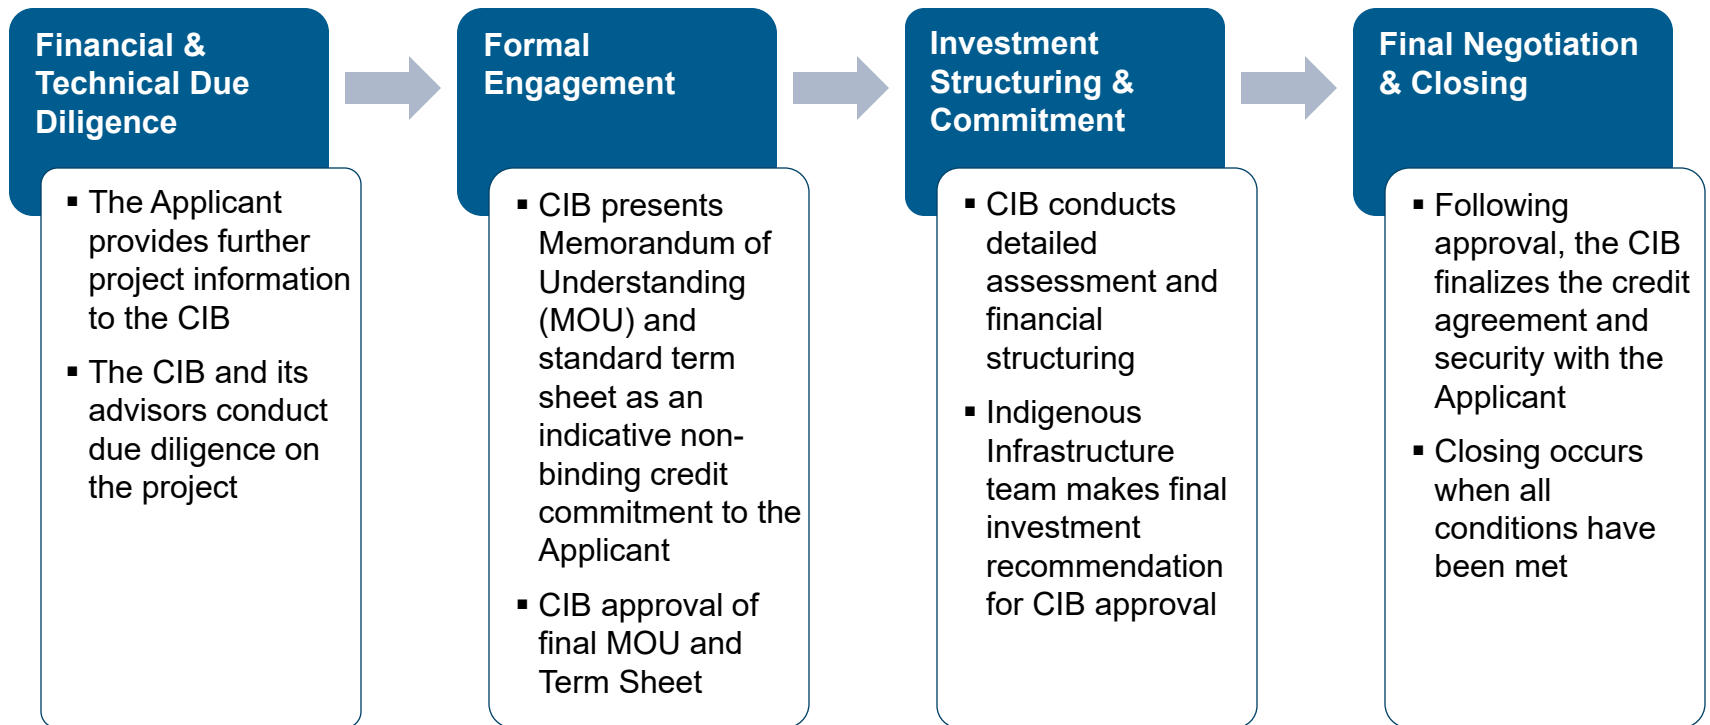 Financial &
Technical Due
Diligence
▪ The Applicant
provides further
project information
to the CIB
▪ The CIB and its
advisors conduct
due diligence on
the project
Formal
Engagement
▪ CIB presents
Memorandum of
Understanding
(MOU) and
standard term
sheet as an
indicative non-
binding credit
commitment to the
Applicant
▪ CIB approval of
final MOU and
Term Sheet
Investment
Structuring &
Commitment
▪ CIB conducts
detailed
assessment and
financial
structuring
▪ Indigenous
Infrastructure
team makes final
investment
recommendation
for CIB approval
Final Negotiation
& Closing
▪ Following
approval, the CIB
finalizes the credit
agreement and
security with the
Applicant
▪ Closing occurs
when all
conditions have
been met